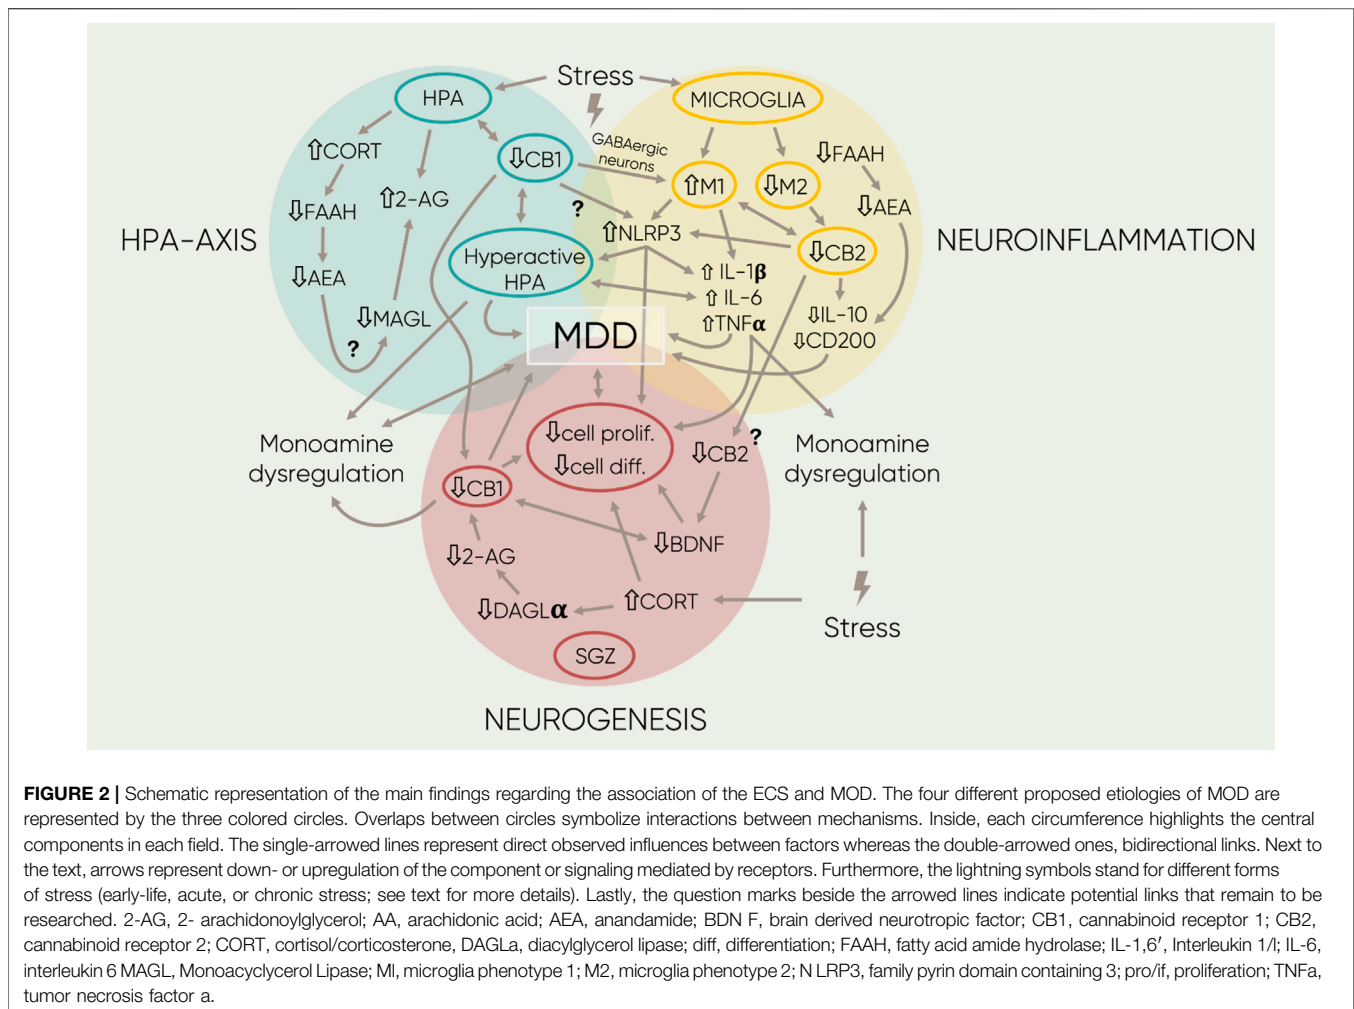 Stress
HPA
MICROGLIA
GABAergic
neurons
⇧CORT
⇩CB1
⇩FAAH
⇧2-AG
⇧M1
⇩M2
⇩FAAH
⇩AEA
?
⇧NLRP3
HPA-AXIS
NEUROINFLAMMATION
Hyperactive
HPA
⇩CB2
⇩AEA
⇧ IL-1β
⇧ IL-6
⇧TNFα
⇩IL-10
⇩CD200
⇩MAGL
?
MDD
Monoamine
dysregulation
⇩cell prolif.
⇩cell diff.
⇩CB2
?
Monoamine
dysregulation
⇩CB1
⇩BDNF
⇩2-AG
⇩DAGLα
⇧CORT
Stress
SGZ
NEUROGENESIS
FIGURE 2 | Schematic representation of the main findings regarding the association of the ECS and MOD. The four different proposed etiologies of MOD are
represented by the three colored circles. Overlaps between circles symbolize interactions between mechanisms. Inside, each circumference highlights the central
components in each field. The single-arrowed lines represent direct observed influences between factors whereas the double-arrowed ones, bidirectional links. Next to
the text, arrows represent down- or upregulation of the component or signaling mediated by receptors. Furthermore, the lightning symbols stand for different forms
of stress (early-life, acute, or chronic stress; see text for more details). Lastly, the question marks beside the arrowed lines indicate potential links that remain to be
researched. 2-AG, 2- arachidonoylglycerol; AA, arachidonic acid; AEA, anandamide; BDN F, brain derived neurotropic factor; CB1, cannabinoid receptor 1; CB2,
cannabinoid receptor 2; CORT, cortisol/corticosterone, DAGLa, diacylglycerol lipase; diff, differentiation; FAAH, fatty acid amide hydrolase; IL-1,6′, Interleukin 1/l; IL-6,
interleukin 6 MAGL, Monoacyclycerol Lipase; Ml, microglia phenotype 1; M2, microglia phenotype 2; N LRP3, family pyrin domain containing 3; pro/if, proliferation; TNFa,
tumor necrosis factor a.